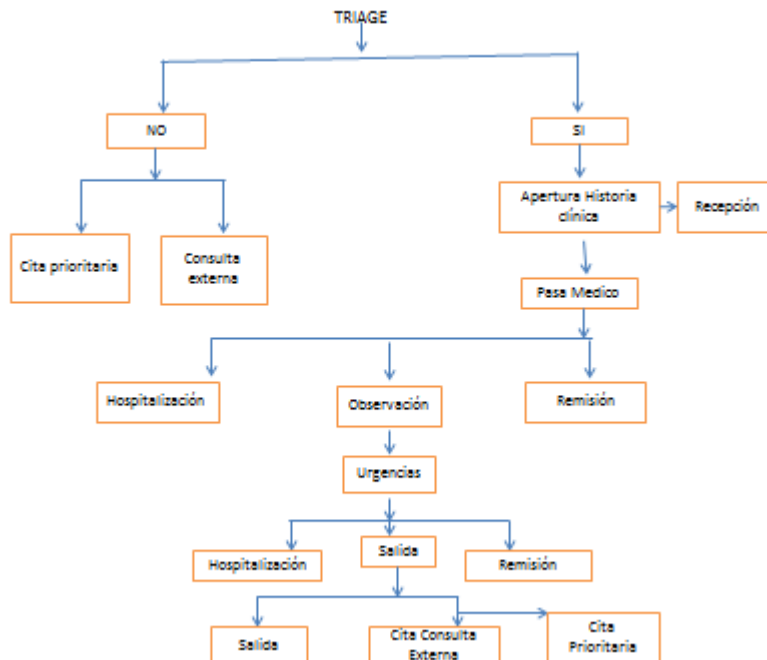 TRIAGE
NO
SI
Apertura Historia
clínica
Recepción
Cita prioritaria
Consulta
externa
Pasa Medico
Hospitalización
Observación
Remisión
Urgencias
Hospitalización
Salida
Remisión
Salida
Cita Consulta
Externa
Cita
Prioritaria